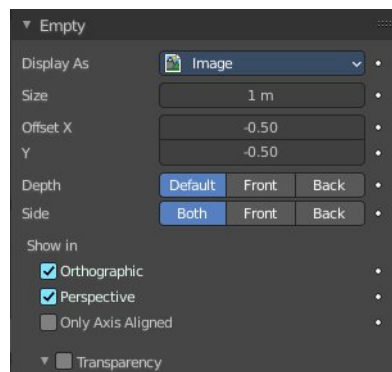 Empty
Display As Image
Size 1 m
Offset X -0.50
Y -0.50
Depth Default Front Back
Side Both Front Back
Show in
Orthographic
Perspective
Only Axis Aligned
Transparency